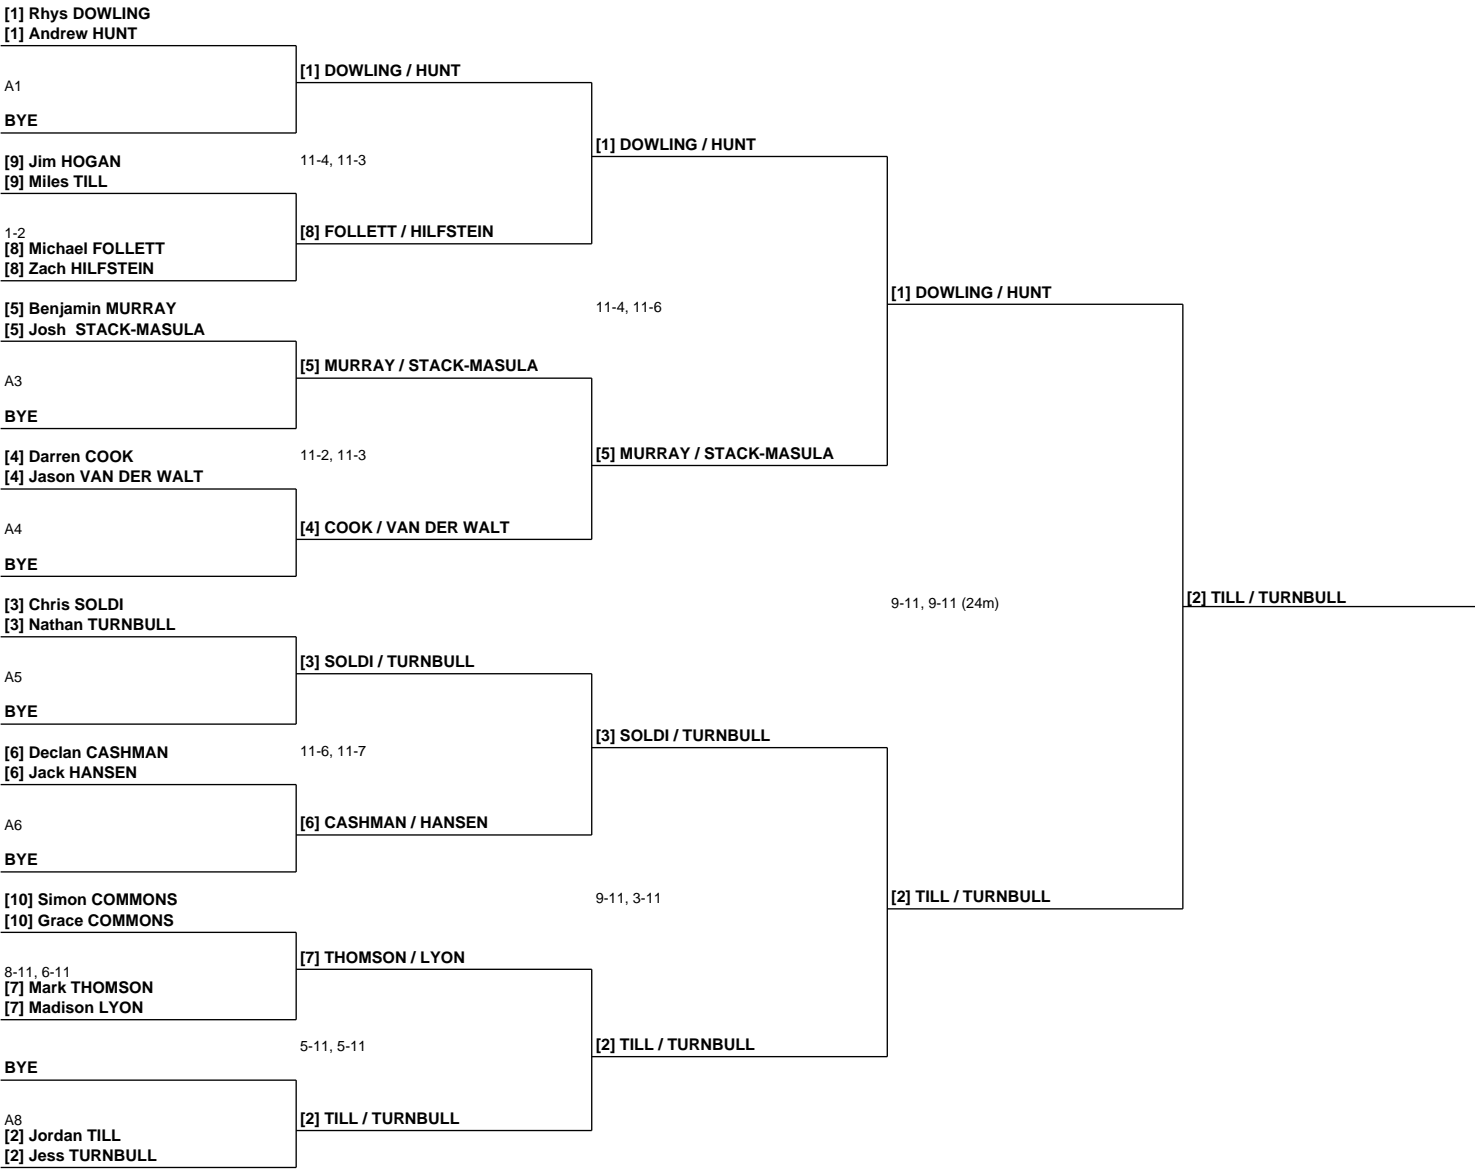 [1] Rhys DOWLING
[1] Andrew HUNT
[1] DOWLING / HUNT
A1
BYE
[1] DOWLING / HUNT
[9] Jim HOGAN
11-4, 11-3
[9] Miles TILL
1-2
[8] FOLLETT / HILFSTEIN
[8] Michael FOLLETT
[8] Zach HILFSTEIN
[1] DOWLING / HUNT
[5] Benjamin MURRAY
11-4, 11-6
[5] Josh  STACK-MASULA
[5] MURRAY / STACK-MASULA
A3
BYE
[4] Darren COOK
11-2, 11-3
[5] MURRAY / STACK-MASULA
[4] Jason VAN DER WALT
A4
[4] COOK / VAN DER WALT
BYE
[3] Chris SOLDI
9-11, 9-11 (24m)
[2] TILL / TURNBULL
[3] Nathan TURNBULL
[3] SOLDI / TURNBULL
A5
BYE
[3] SOLDI / TURNBULL
[6] Declan CASHMAN
11-6, 11-7
[6] Jack HANSEN
A6
[6] CASHMAN / HANSEN
BYE
[10] Simon COMMONS
9-11, 3-11
[2] TILL / TURNBULL
[10] Grace COMMONS
[7] THOMSON / LYON
8-11, 6-11
[7] Mark THOMSON
[7] Madison LYON
5-11, 5-11
[2] TILL / TURNBULL
BYE
A8
[2] TILL / TURNBULL
[2] Jordan TILL
[2] Jess TURNBULL